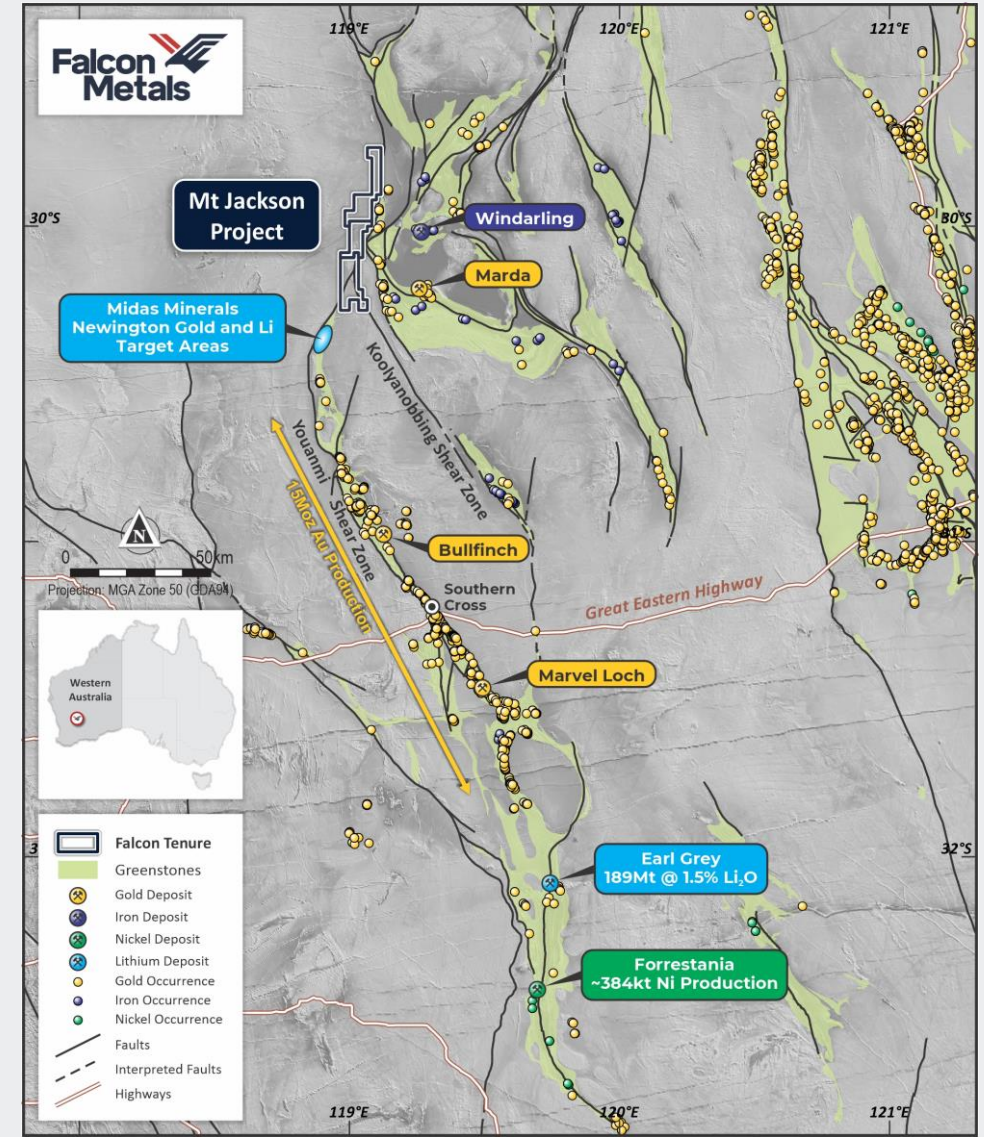 Falcon
Metals
119°E
120°E
121°E
Mt Jackson
Project
30°S
30°S
Windarling
Marda
Midas Minerals
Newington Gold and Li
Target Areas
Koolyanobbing Shear Zone
Youanmi Shear Zone
15Moz Au Production
N
0 50km
Projection: MGA Zone 50 (GDA94)
Bullfinch
31°S
Southern
Cross
Great Eastern Highway
Marvel Loch
Western
Australia
32°S
Earl Grey
189Mt @ 1.5% Li₂O
Forrestania
~384kt Ni Production
Falcon Tenure
Greenstones
Gold Deposit
Iron Deposit
Nickel Deposit
Lithium Deposit
Gold Occurrence
Iron Occurrence
Nickel Occurrence
Faults
Interpreted Faults
Highways
119°E
120°E
121°E